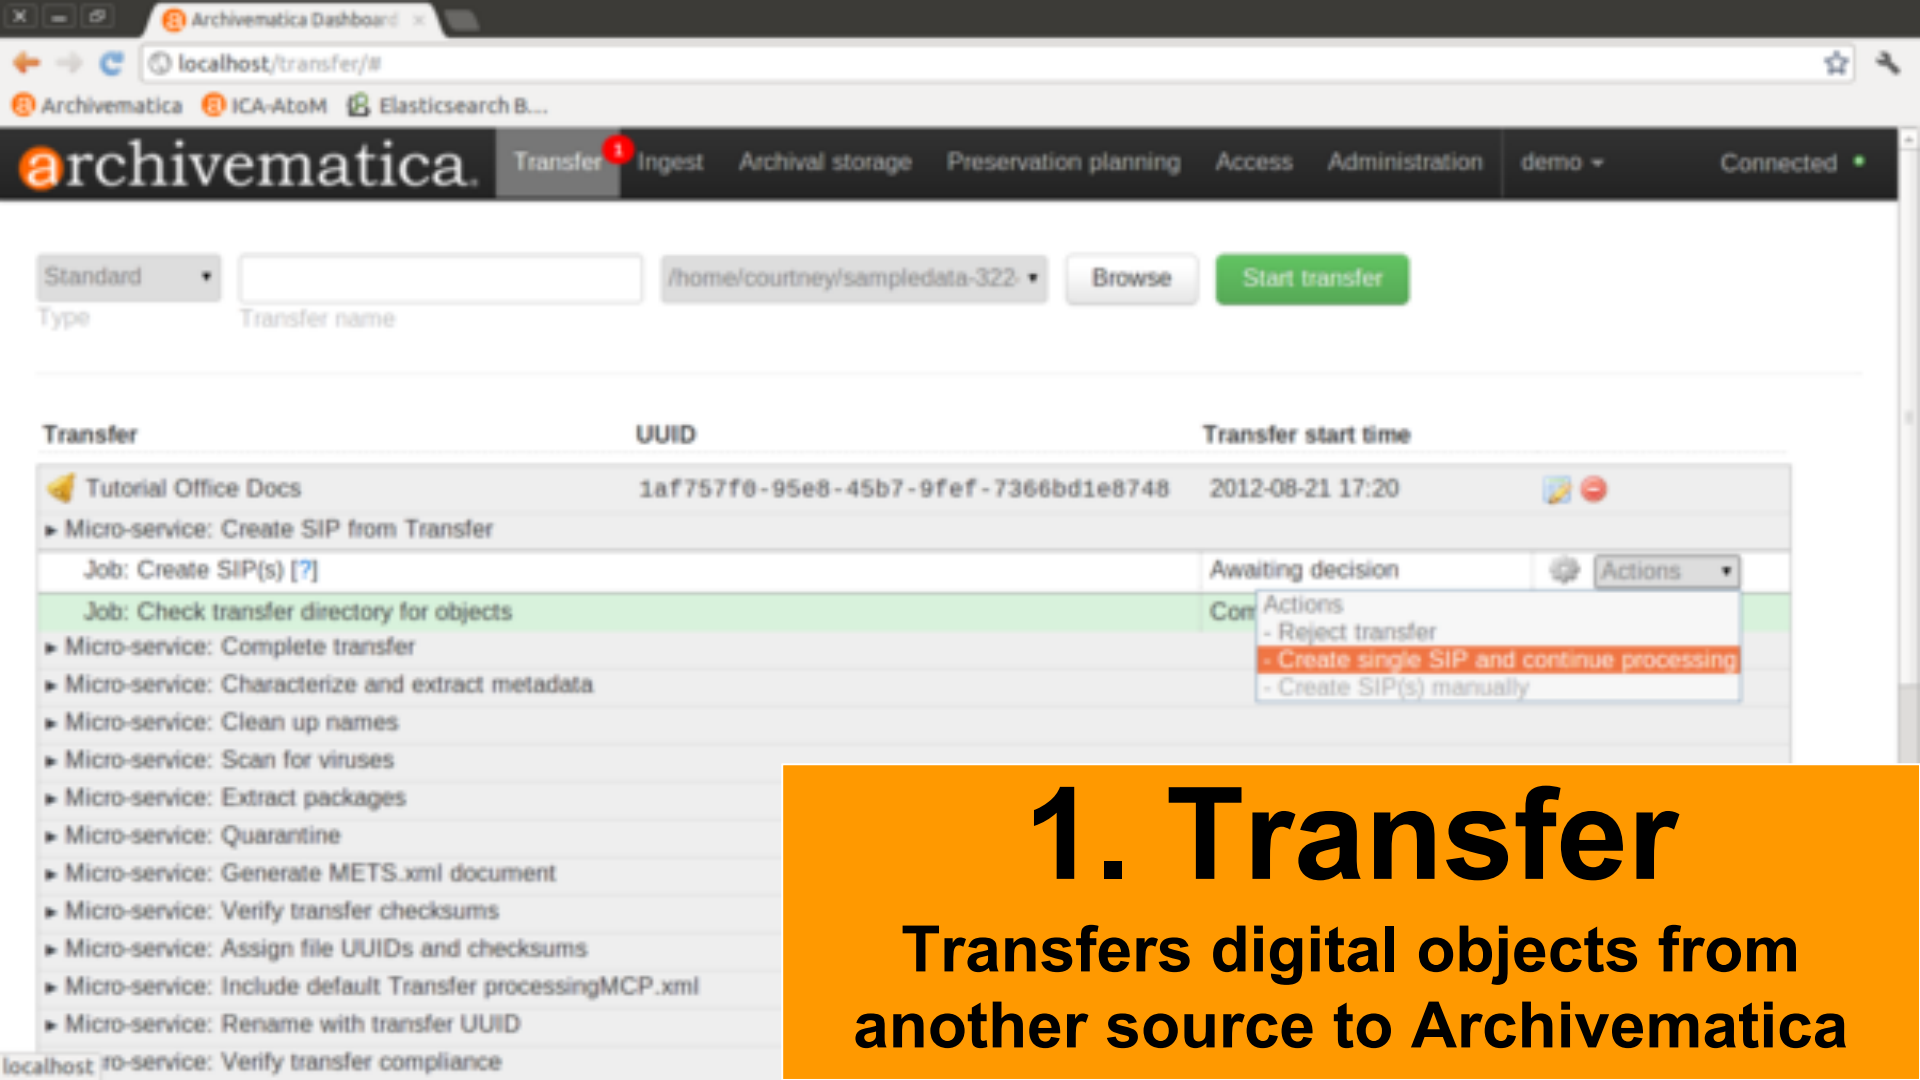 Archivematica Dashboard
localhost/transfer/#
Archivematica ICA-AtoM Elasticsearch B....
archivematica. Transfer 1 Ingest Archival storage Preservation planning Access Administration demo Connected
Standard /home/courtney/sampledata-322- Browse Start transfer
Type Transfer name
Transfer UUID Transfer start time
Tutorial Office Docs 1af757f0-95e8-45b7-9fef-7366bd1e8748 2012-08-21 17:20
Micro-service: Create SIP from Transfer
Job: Create SIP(s) [?] Awaiting decision Actions
Job: Check transfer directory for objects Com
Actions
- Reject transfer
- Create single SIP and continue processing
- Create SIP(s) manually
Micro-service: Complete transfer
Micro-service: Characterize and extract metadata
Micro-service: Clean up names
Micro-service: Scan for viruses
Micro-service: Extract packages
Micro-service: Quarantine
Micro-service: Generate METS.xml document
Micro-service: Verify transfer checksums
Micro-service: Assign file UUIDs and checksums
Micro-service: Include default Transfer processingMCP.xml
Micro-service: Rename with transfer UUID
localhost ro-service: Verify transfer compliance
1. Transfer
Transfers digital objects from
another source to Archivematica